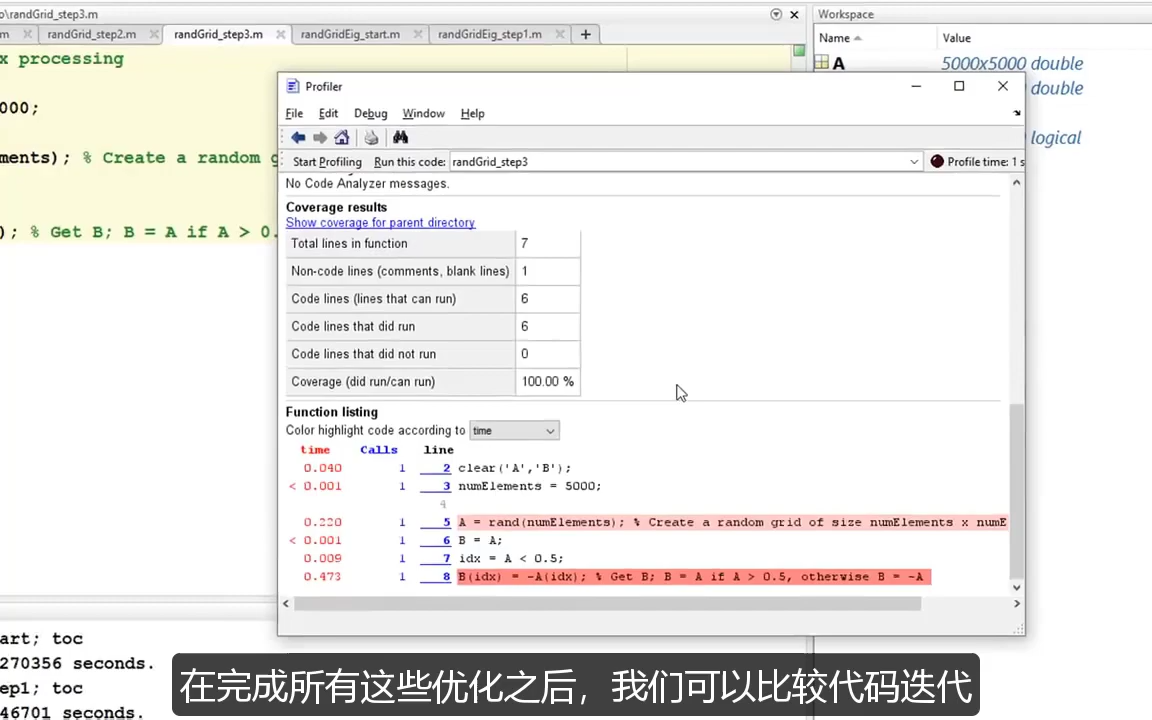 o\randGrid_step3.m
m randGrid_step2.m randGrid_step3.m randGridEig_start.m randGridEig_step1.m +
Workspace
Name Value
A 5000x5000 double
double
logical
x processing
000;
ments); % Create a random g
); % Get B; B = A if A > 0.
Profiler
File Edit Debug Window Help
Start Profiling Run this code: randGrid_step3 Profile time: 1 s
No Code Analyzer messages.
Coverage results
Show coverage for parent directory
Total lines in function 7
Non-code lines (comments, blank lines) 1
Code lines (lines that can run) 6
Code lines that did run 6
Code lines that did not run 0
Coverage (did run/can run) 100.00 %
Function listing
Color highlight code according to time
time Calls line
0.040 1 2 clear('A','B');
< 0.001 1 3 numElements = 5000;
4
0.220 1 5 A = rand(numElements); % Create a random grid of size numElements x numE
< 0.001 1 6 B = A;
0.009 1 7 idx = A < 0.5;
0.473 1 8 B(idx) = -A(idx); % Get B; B = A if A > 0.5, otherwise B = -A
art; toc
270356 seconds.
ep1; toc
46701 seconds.
在完成所有这些优化之后，我们可以比较代码迭代